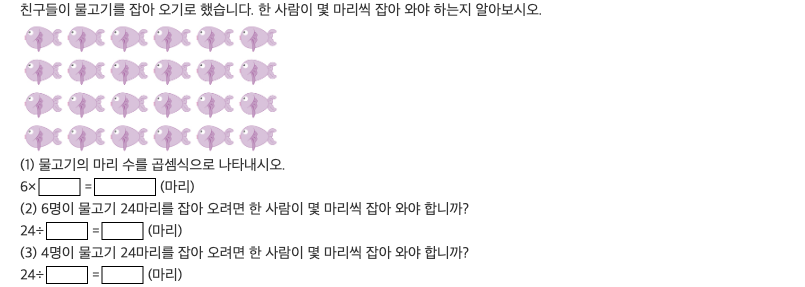 친구들이 물고기를 잡아 오기로 했습니다. 한 사람이 몇 마리씩 잡아 와야 하는지 알아보시오.
(1) 물고기의 마리 수를 곱셈식으로 나타내시오.
6× = (마리)
(2) 6명이 물고기 24마리를 잡아 오려면 한 사람이 몇 마리씩 잡아 와야 합니까?
24÷ = (마리)
(3) 4명이 물고기 24마리를 잡아 오려면 한 사람이 몇 마리씩 잡아 와야 합니까?
24÷ = (마리)